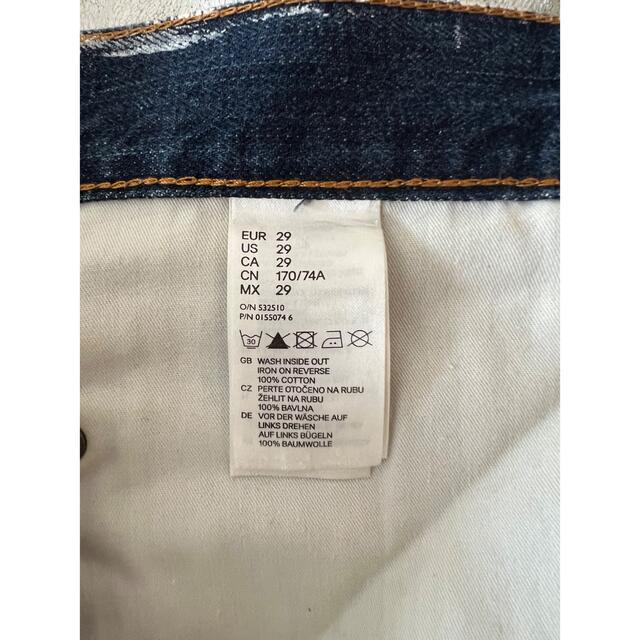 EUR 29
US 29
CA 29
CN 170/74A
MX 29
O/N 532510
P/N 0155074 6
30
GB WASH INSIDE OUT
IRON ON REVERSE
100% COTTON
CZ PERTE OTOČENO NA RUBU
ŽEHLIT NA RUBU
100% BAVLNA
DE VOR DER WÄSCHE AUF
LINKS DREHEN
AUF LINKS BÜGELN
100% BAUMWOLLE